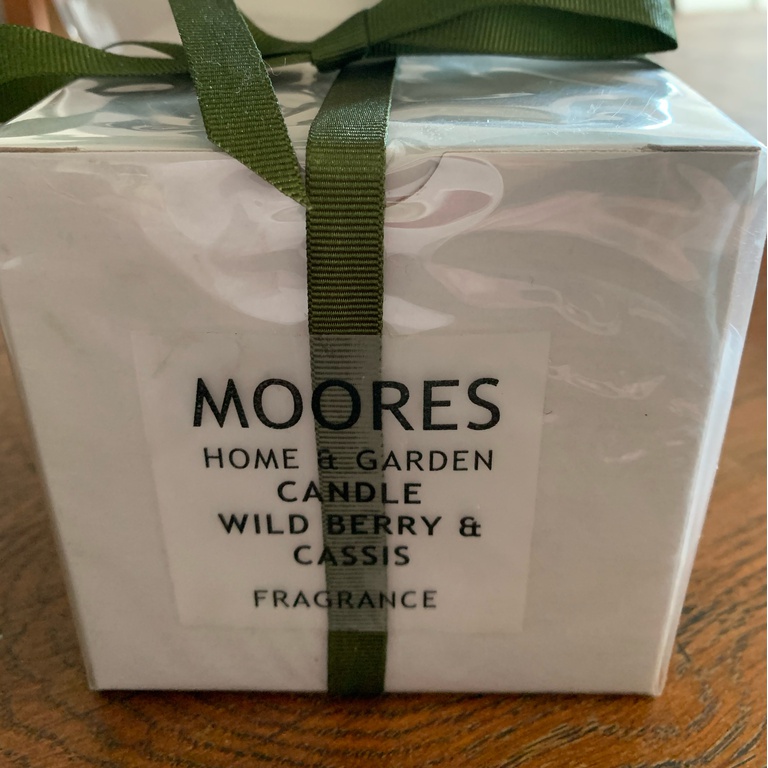 MOORES
HOME & GARDEN
CANDLE
WILD BERRY &
CASSIS
FRAGRANCE